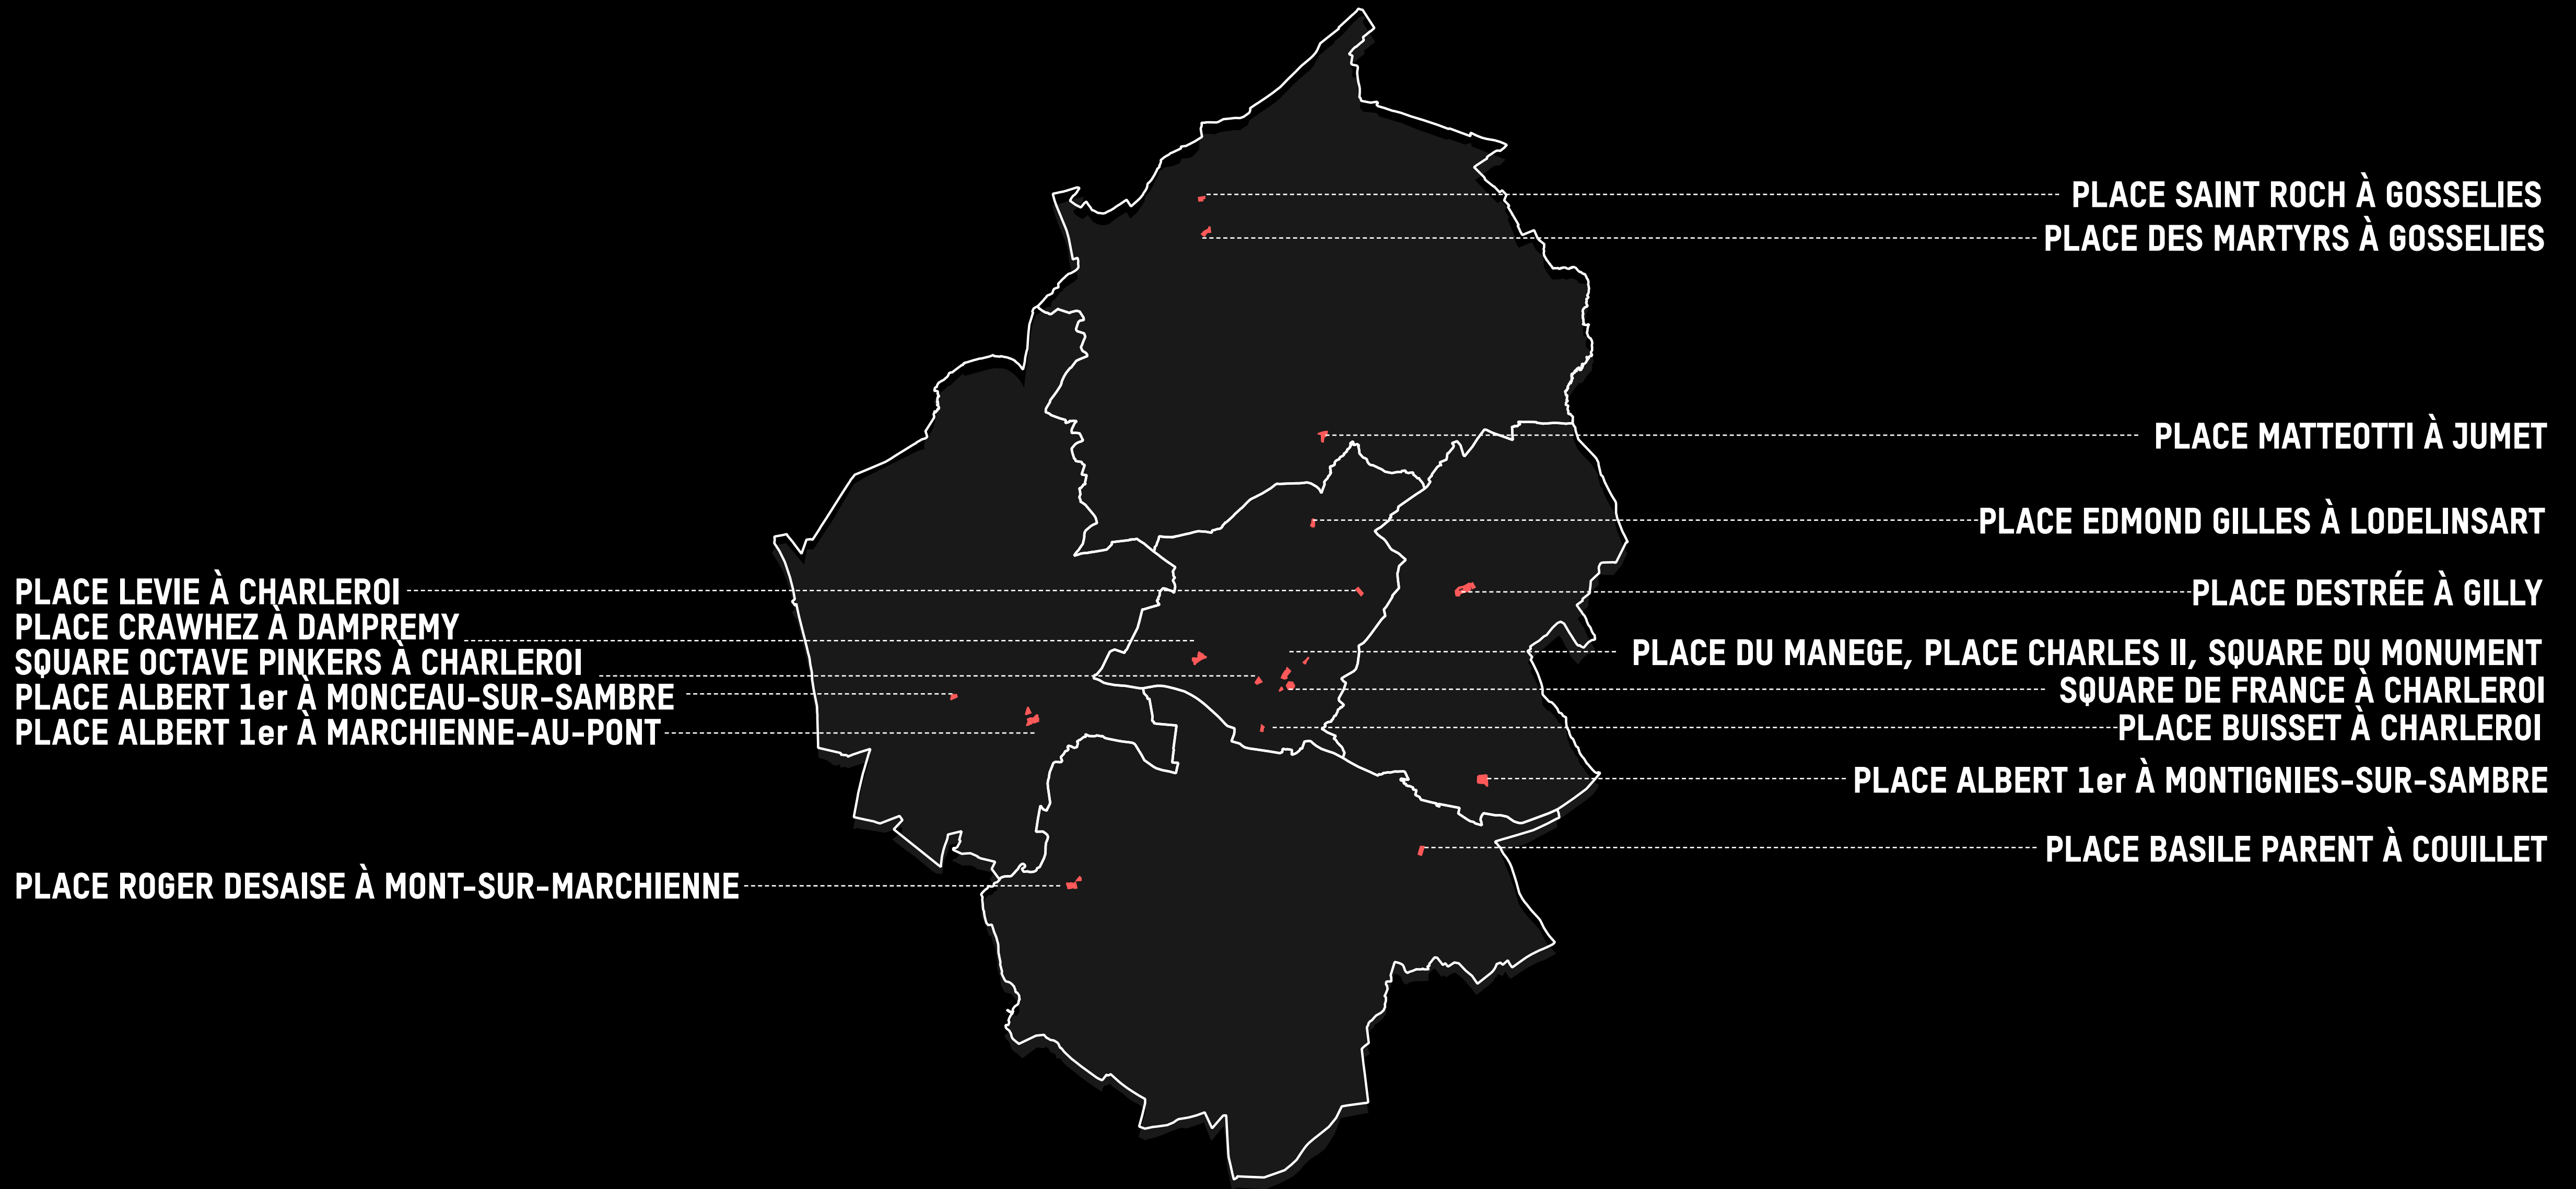 PLACE SAINT ROCH À GOSSELIES
PLACE DES MARTYRS À GOSSELIES
PLACE MATTEOTTI À JUMET
PLACE EDMOND GILLES À LODELINSART
PLACE LEVIE À CHARLEROI
PLACE CRAWHEZ À DAMPREMY
SQUARE OCTAVE PINKERS À CHARLEROI
PLACE ALBERT 1er À MONCEAU-SUR-SAMBRE
PLACE ALBERT 1er À MARCHIENNE-AU-PONT
PLACE ROGER DESAISE À MONT-SUR-MARCHIENNE
PLACE DESTRÉE À GILLY
PLACE DU MANEGE, PLACE CHARLES II, SQUARE DU MONUMENT
SQUARE DE FRANCE À CHARLEROI
PLACE BUISSET À CHARLEROI
PLACE ALBERT 1er À MONTIGNIES-SUR-SAMBRE
PLACE BASILE PARENT À COUILLET